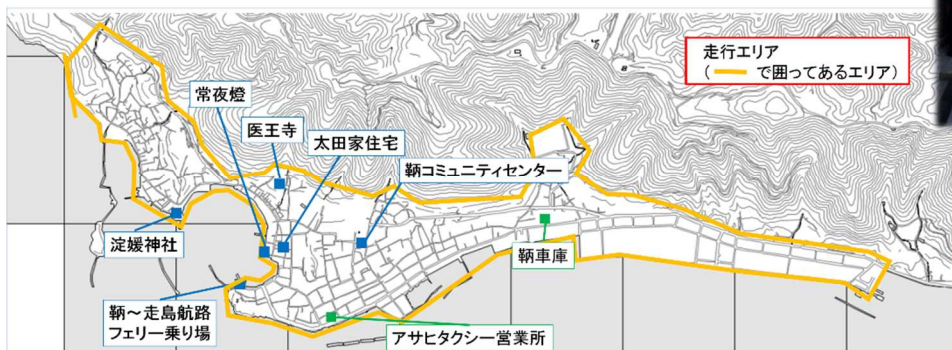 走行エリア
( で囲ってあるエリア)
常夜燈
医王寺
太田家住宅
鞆コミュニティセンター
淀媛神社
鞆車庫
鞆～走島航路
フェリー乗り場
アサヒタクシー営業所